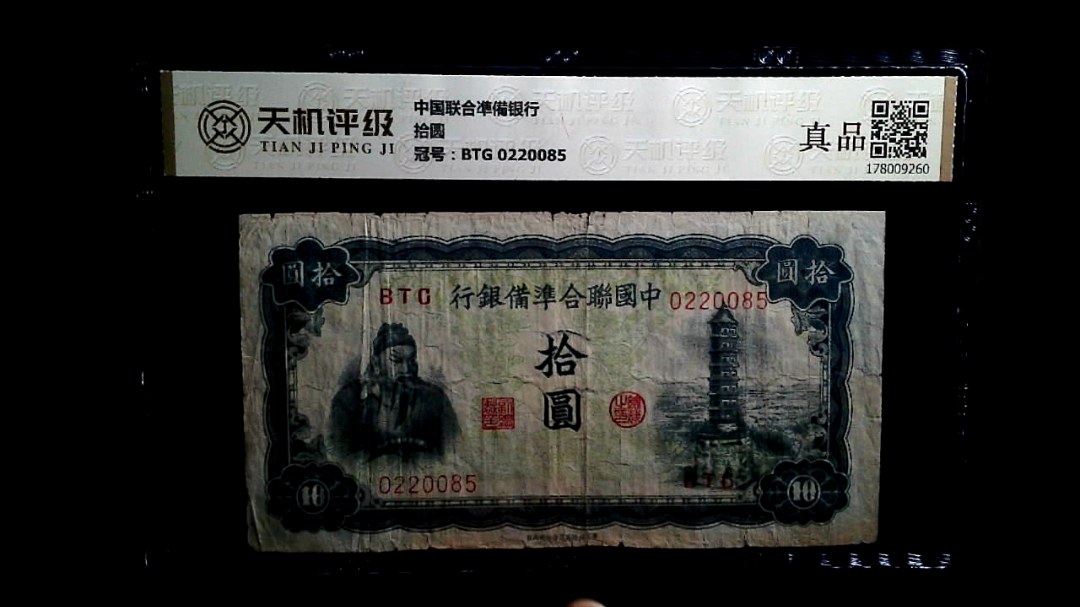 天机评级
TIAN JI PING JI
中国联合準備银行
拾圆
冠号：BTG 0220085
真品
178009260
圓拾
圓拾
BTG
行銀備準合聯國中
0220085
拾
圓
0220085
BTG
10
10